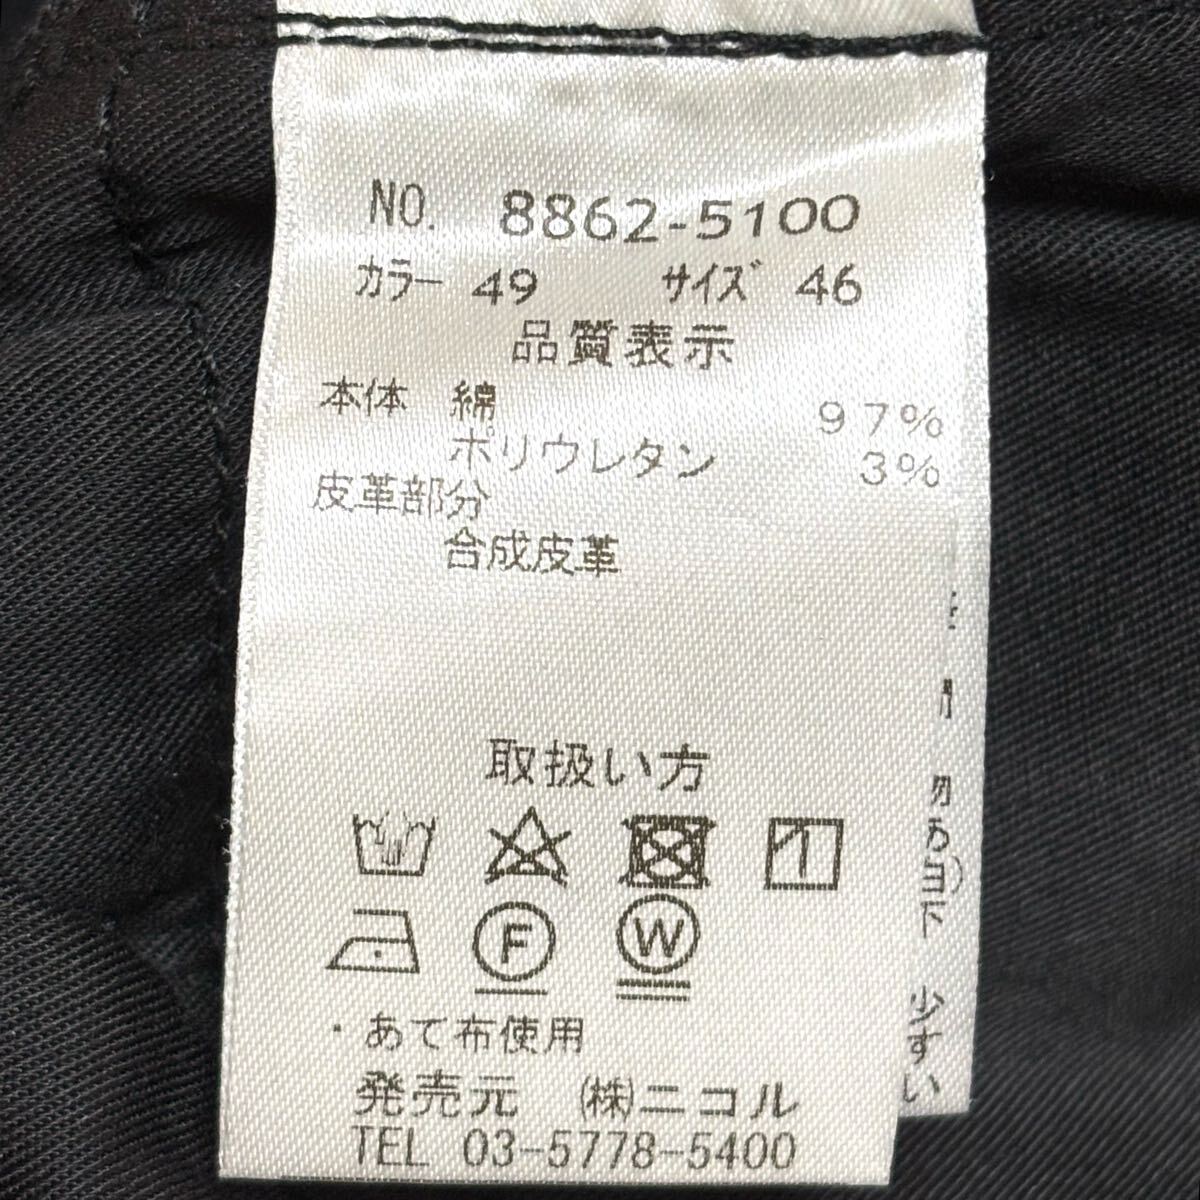 NO. 8862-5100
カラー 49 サイズ 46
品質表示
本体 綿 97%
ポリウレタン 3%
皮革部分
合成皮革
取扱い方
F W
・あて布使用
発売元 (株)ニコル
TEL 03-5778-5400